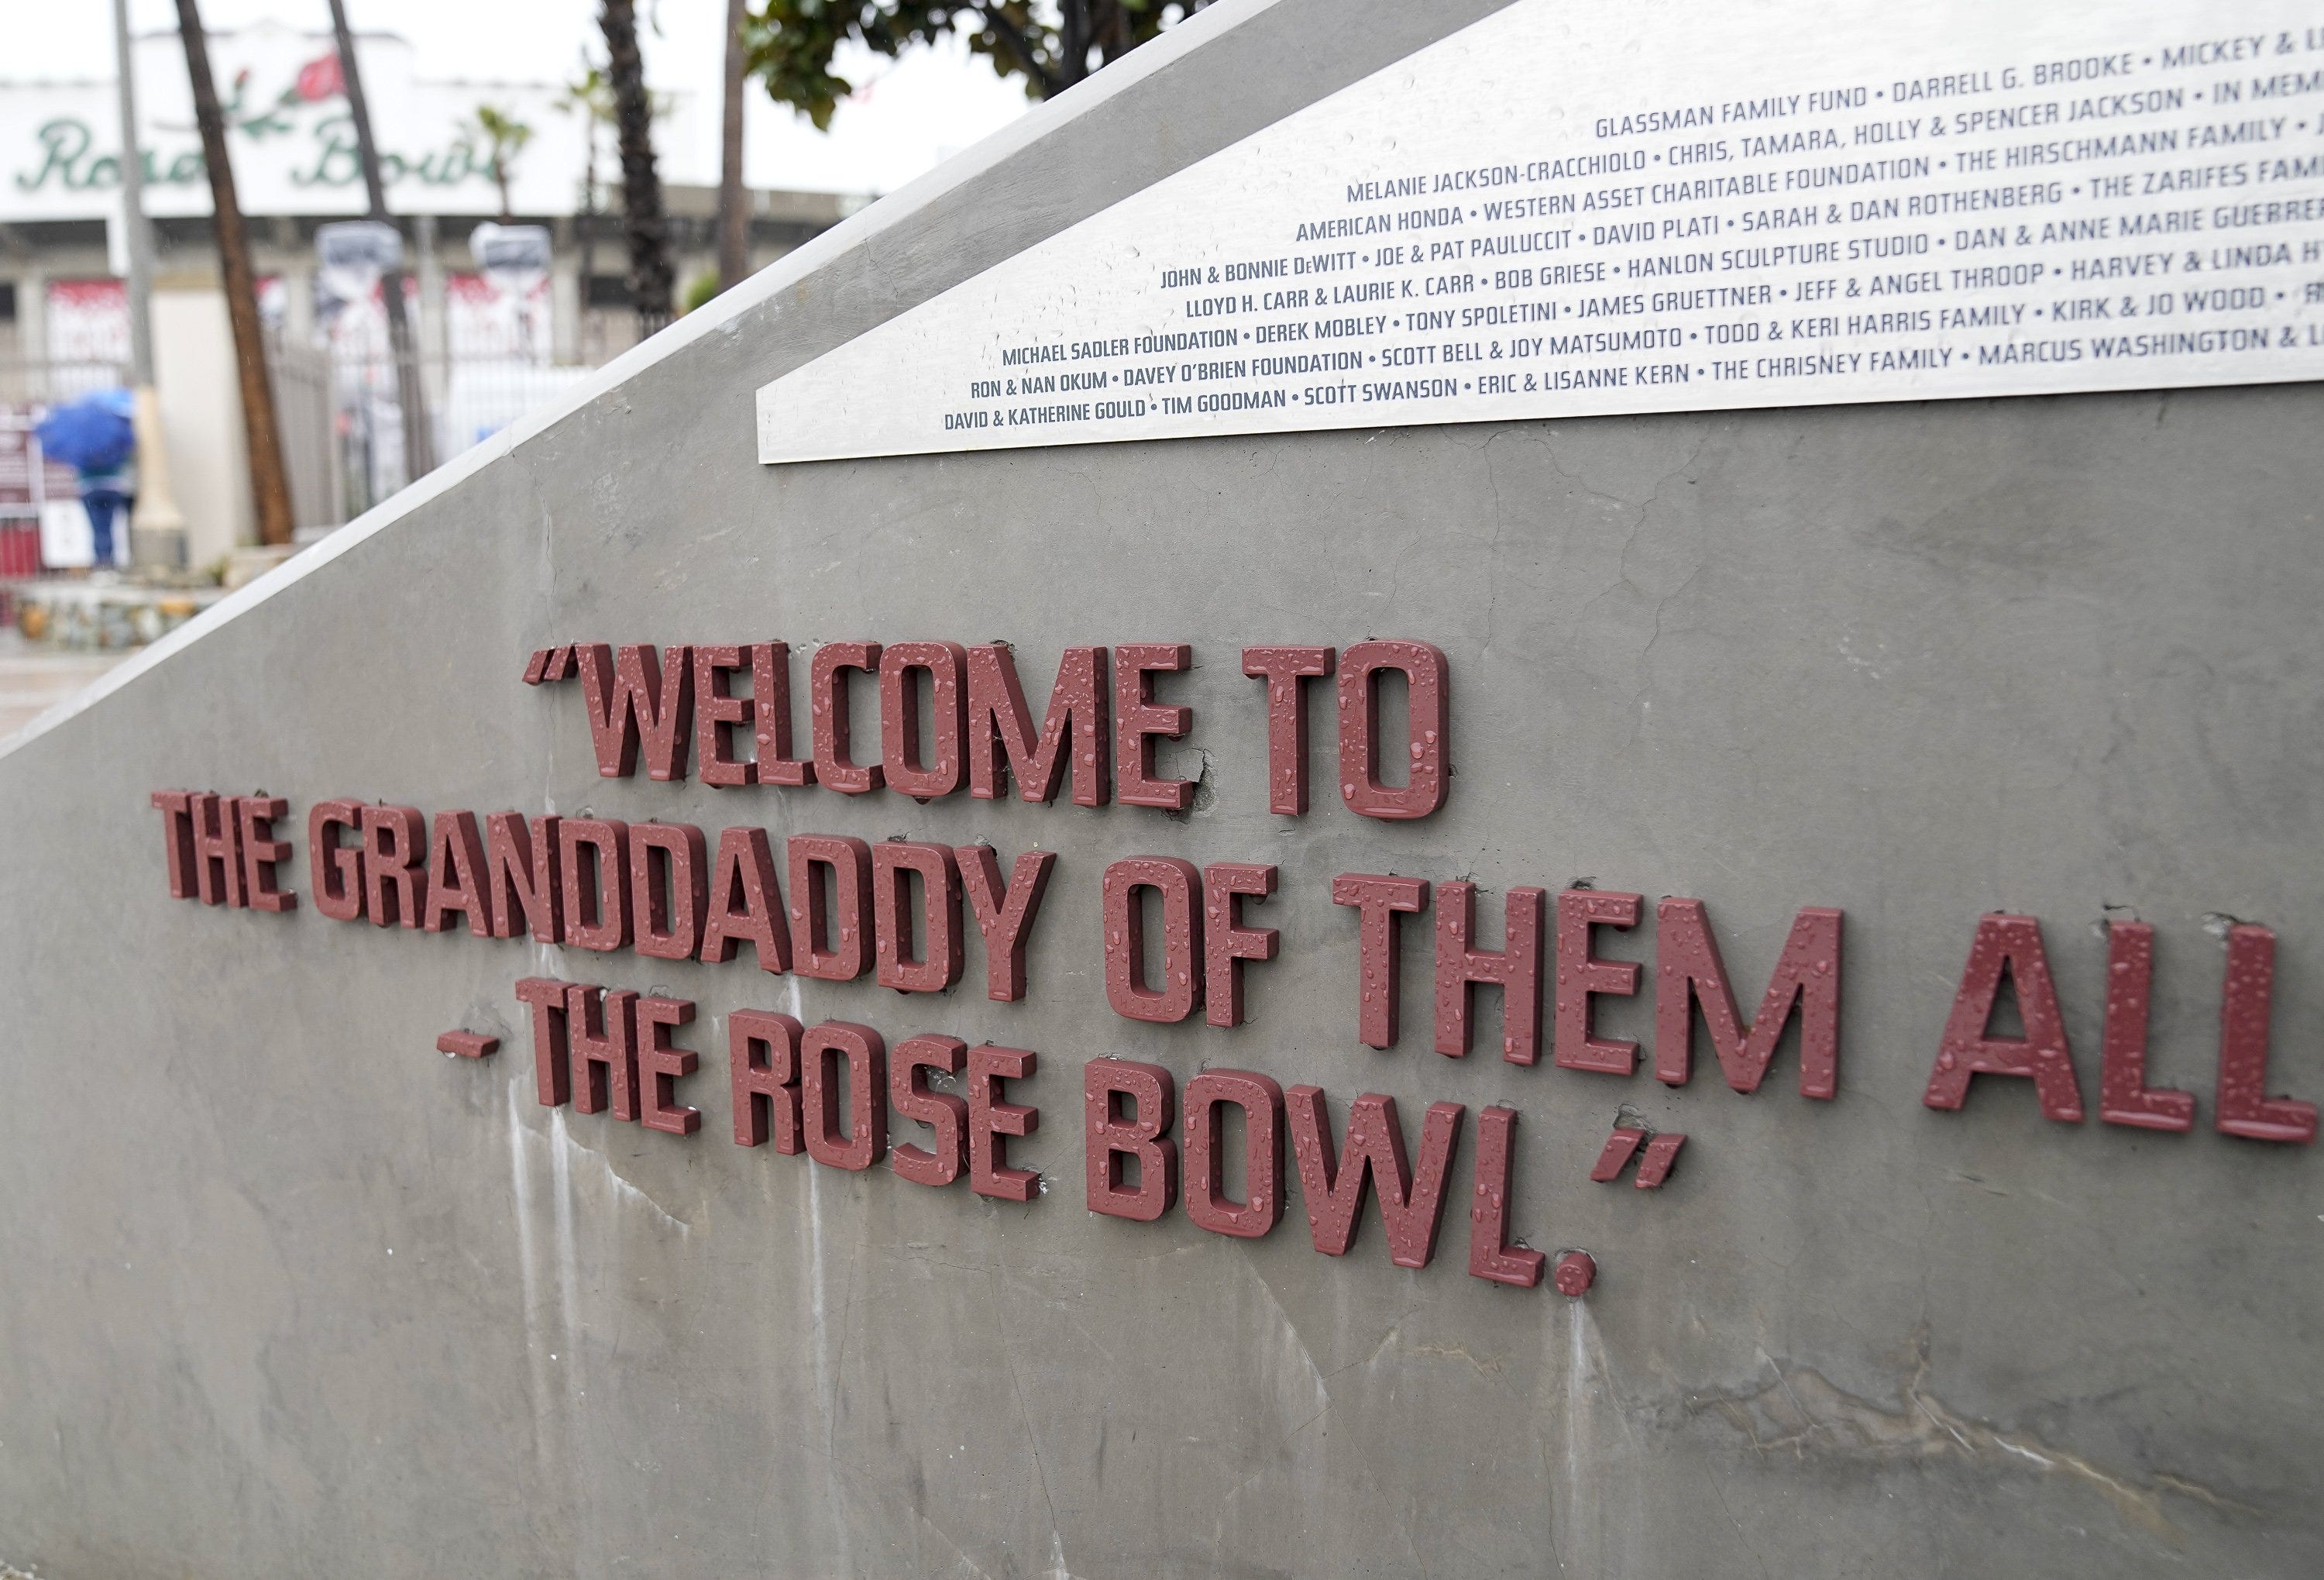 Rose Bowl
GLASSMAN FAMILY FUND • DARRELL G. BROOKE • MICKEY &
MELANIE JACKSON-CRACCHIOLO • CHRIS, TAMARA, HOLLY & SPENCER JACKSON • IN
AMERICAN HONDA • WESTERN ASSET CHARITABLE FOUNDATION • THE HIRSCHMANN FAMILY •
JOHN & BONNIE DeWITT • JOE & PAT PAULUCCIT • DAVID PLATI • SARAH & DAN ROTHENBERG • THE ZARIFES
LLOYD H. CARR & LAURIE K. CARR • BOB GRIESE • HANLON SCULPTURE STUDIO • DAN & ANNE MARIE
MICHAEL SADLER FOUNDATION • DEREK MOBLEY • TONY SPOLETINI • JAMES GRUETTNER • JEFF & ANGEL THROOP • HARVEY & LINDA
RON & NAN OKUM • DAVEY O'BRIEN FOUNDATION • SCOTT BELL & JOY MATSUMOTO • TODD & KERI HARRIS FAMILY • KIRK & JO WOOD •
DAVID & KATHERINE GOULD • TIM GOODMAN • SCOTT SWANSON • ERIC & LISANNE KERN • THE CHRISNEY FAMILY • MARCUS WASHINGTON &
“WELCOME TO
THE GRANDDADDY OF THEM ALL
- THE ROSE BOWL.”